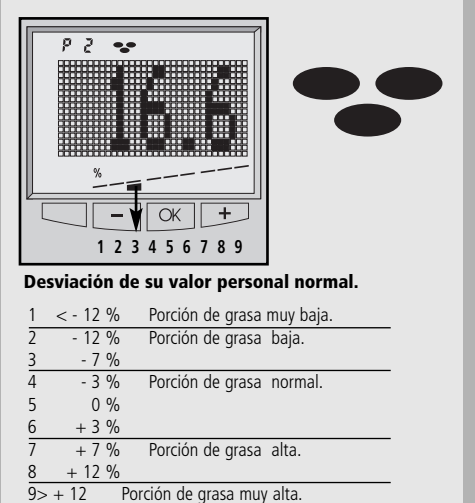 P 2
16.6
%
− OK +
1 2 3 4 5 6 7 8 9
Desviación de su valor personal normal.
1 < - 12 % Porción de grasa muy baja.
2 - 12 % Porción de grasa baja.
3 - 7 %
4 - 3 % Porción de grasa normal.
5 0 %
6 + 3 %
7 + 7 % Porción de grasa alta.
8 + 12 %
9> + 12 Porción de grasa muy alta.